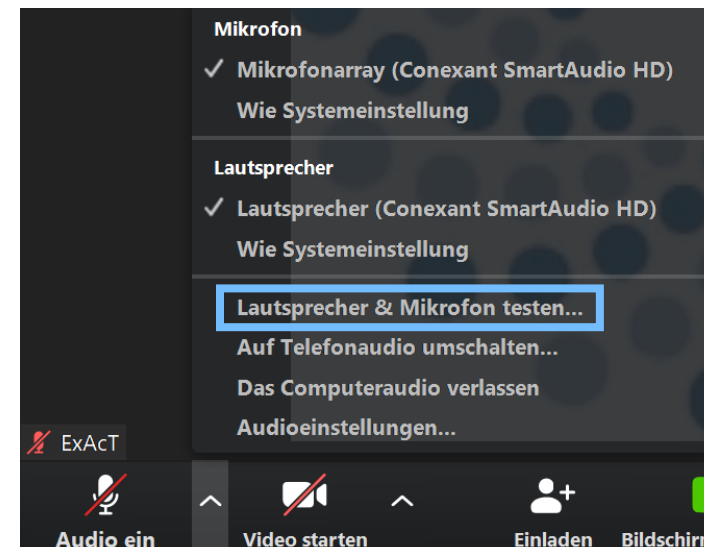 Mikrofon
Mikrofonarray (Conexant SmartAudio HD)
Wie Systemeinstellung
Lautsprecher
Lautsprecher (Conexant SmartAudio HD)
Wie Systemeinstellung
Lautsprecher & Mikrofon testen...
Auf Telefonaudio umschalten...
Das Computeraudio verlassen
Audioeinstellungen...
ExAcT
Audio ein Video starten Einladen